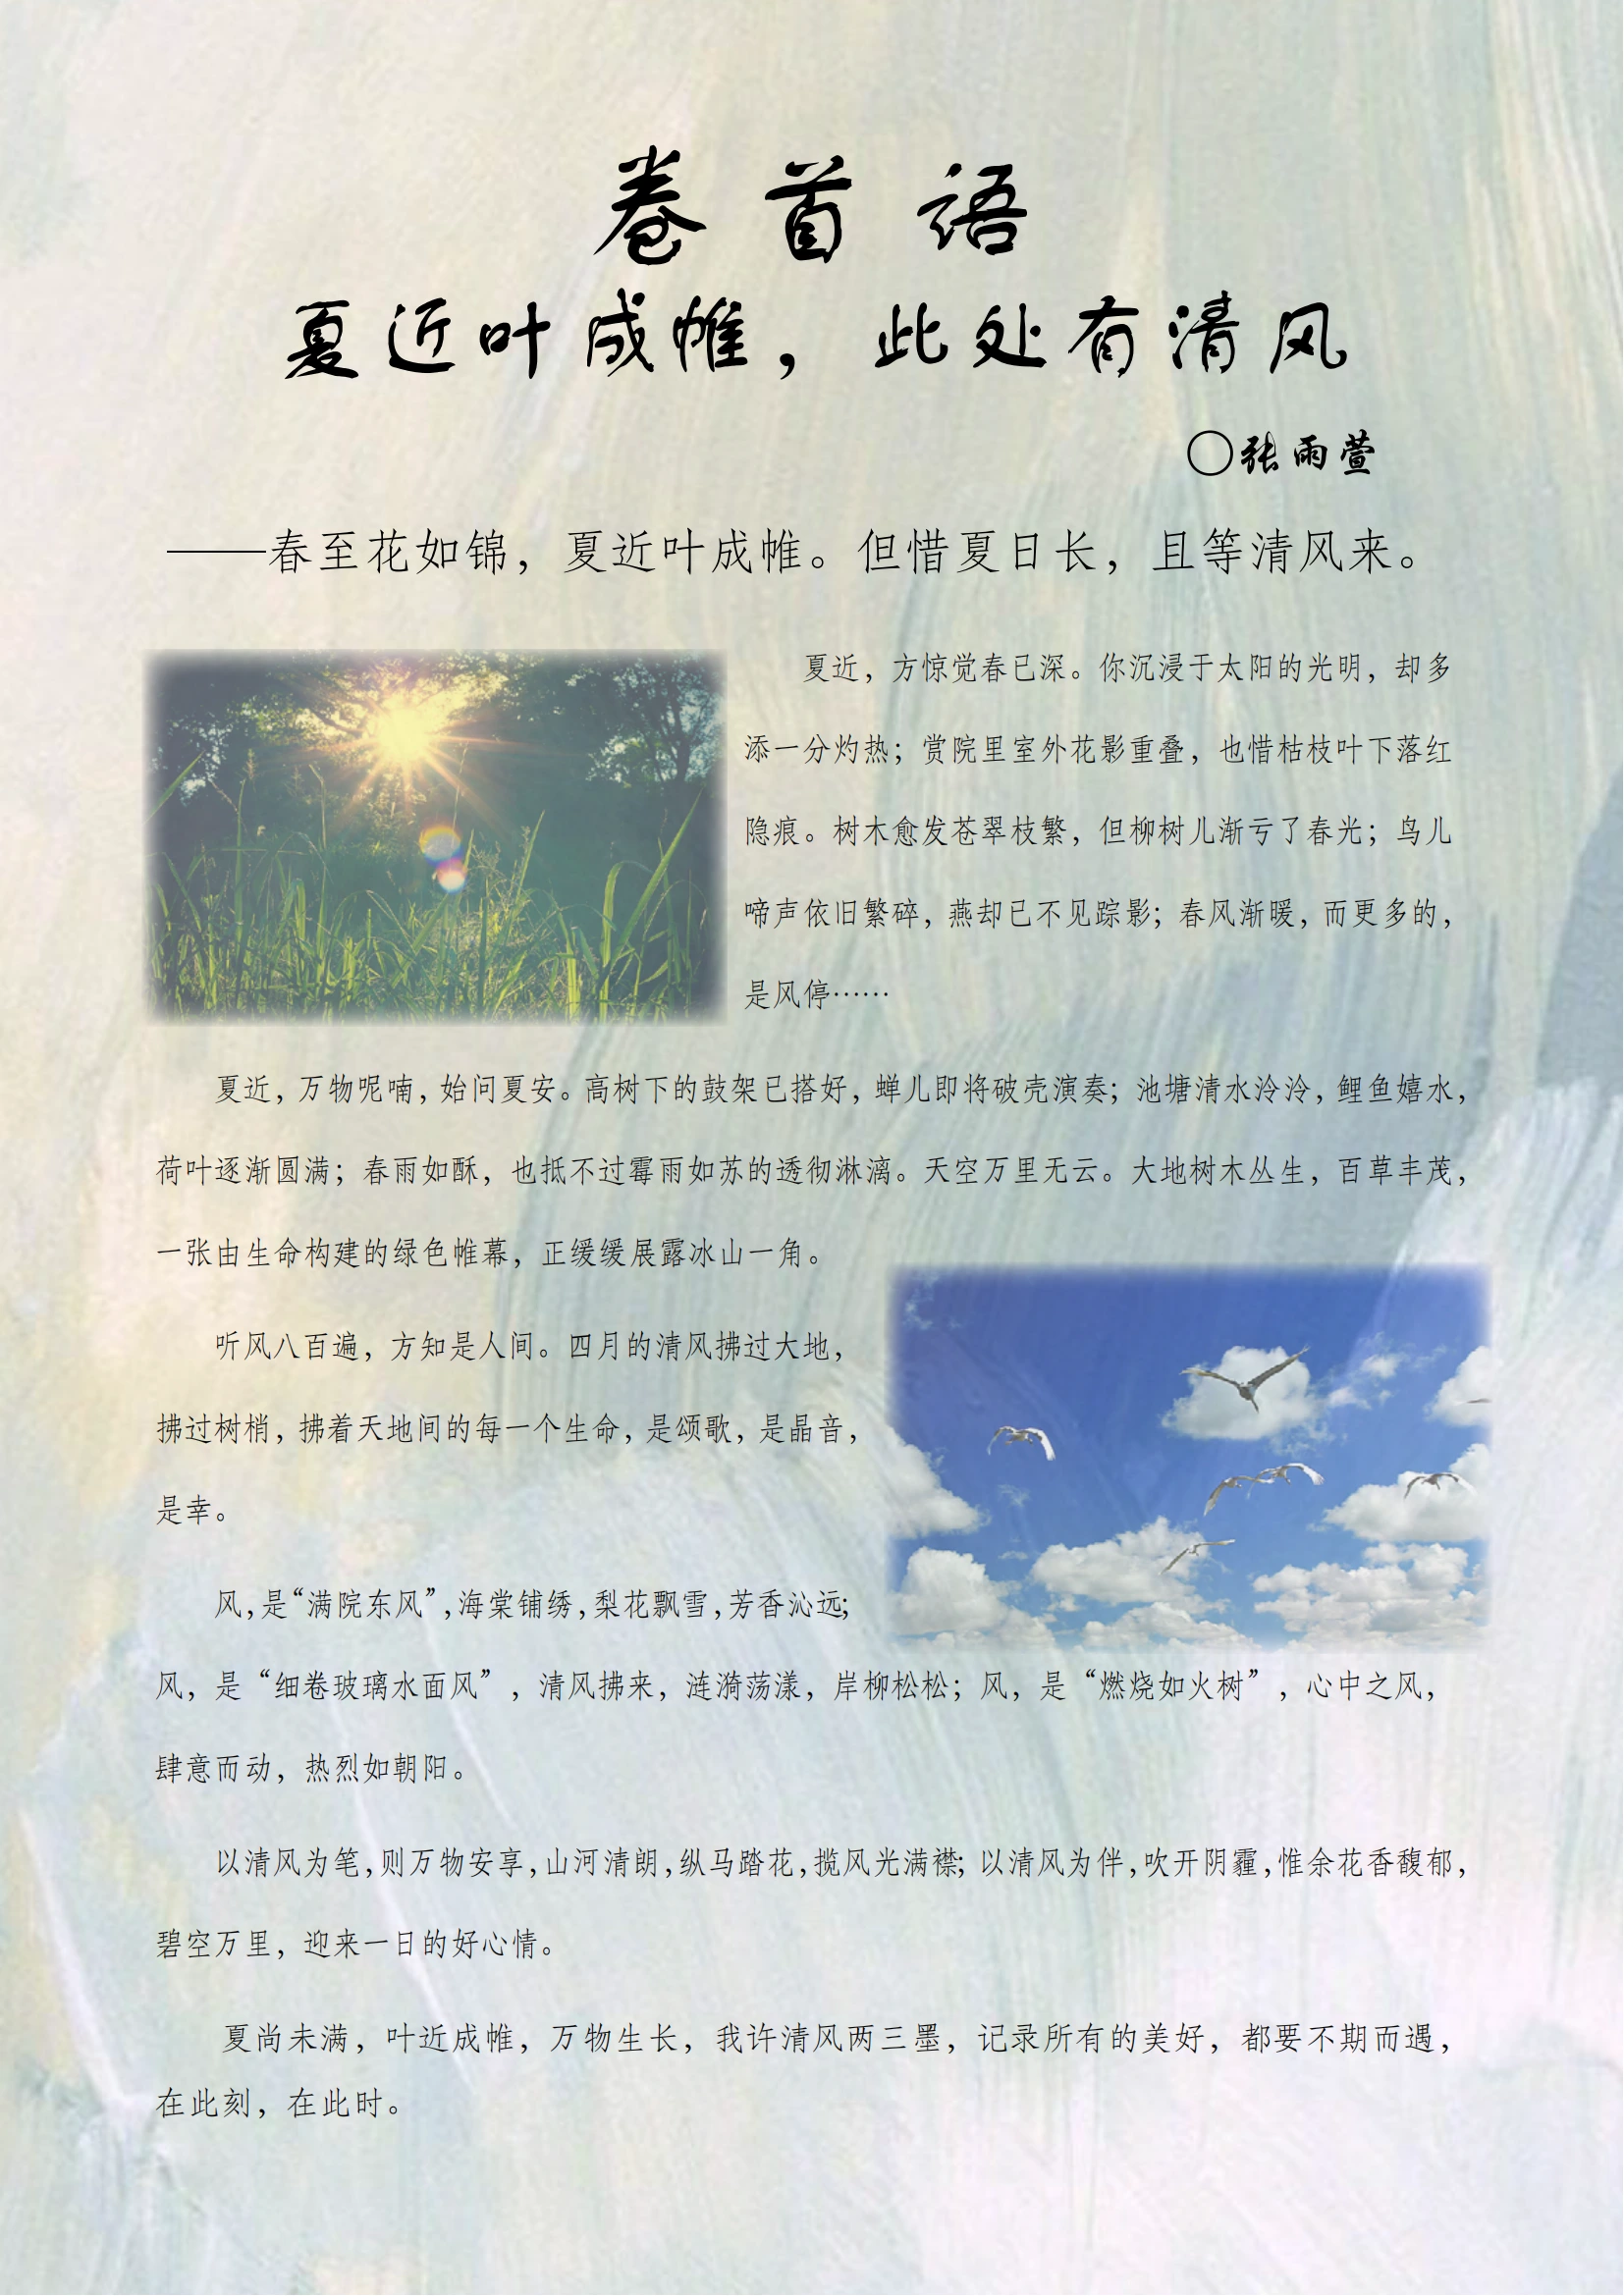 卷首语
夏近叶成帷，此处有清风
○张雨萱
——春至花如锦，夏近叶成帷。但惜夏日长，且等清风来。
夏近，方惊觉春已深。你沉浸于太阳的光明，却多
添一分灼热；赏院里室外花影重叠，也惜枯枝叶下落红
隐痕。树木愈发苍翠枝繁，但柳树儿渐亏了春光；鸟儿
啼声依旧繁碎，燕却已不见踪影；春风渐暖，而更多的，
是风停……
夏近，万物呢喃，始问夏安。高树下的鼓架已搭好，蝉儿即将破壳演奏；池塘清水泠泠，鲤鱼嬉水，
荷叶逐渐圆满；春雨如酥，也抵不过霉雨如苏的透彻淋漓。天空万里无云。大地树木丛生，百草丰茂，
一张由生命构建的绿色帷幕，正缓缓展露冰山一角。
听风八百遍，方知是人间。四月的清风拂过大地，
拂过树梢，拂着天地间的每一个生命，是颂歌，是晶音，
是幸。
风，是“满院东风”，海棠铺绣，梨花飘雪，芳香沁远；
风，是“细卷玻璃水面风”，清风拂来，涟漪荡漾，岸柳松松；风，是“燃烧如火树”，心中之风，
肆意而动，热烈如朝阳。
以清风为笔，则万物安享，山河清朗，纵马踏花，揽风光满襟；以清风为伴，吹开阴霾，惟余花香馥郁，
碧空万里，迎来一日的好心情。
夏尚未满，叶近成帷，万物生长，我许清风两三墨，记录所有的美好，都要不期而遇，
在此刻，在此时。